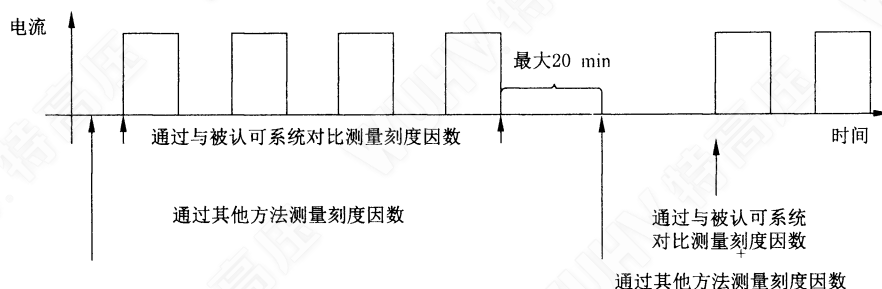 电流
最大20 min
通过与被认可系统对比测量刻度因数
时间
通过其他方法测量刻度因数
通过与被认可系统
对比测量刻度因数
+
通过其他方法测量刻度因数